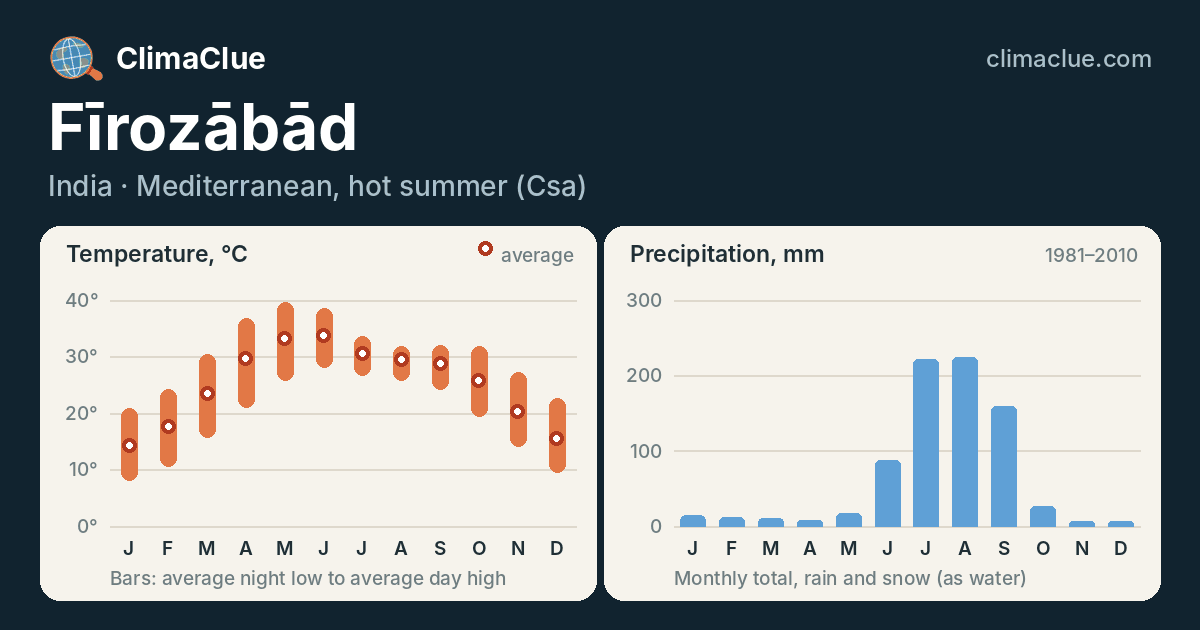 ClimaClue
climaclue.com
Fīrozābād
India · Mediterranean, hot summer (Csa)
Temperature, °C
average
40°
30°
20°
10°
0°
J F M A M J J A S O N D
Bars: average night low to average day high
Precipitation, mm
1981–2010
300
200
100
0
J F M A M J J A S O N D
Monthly total, rain and snow (as water)